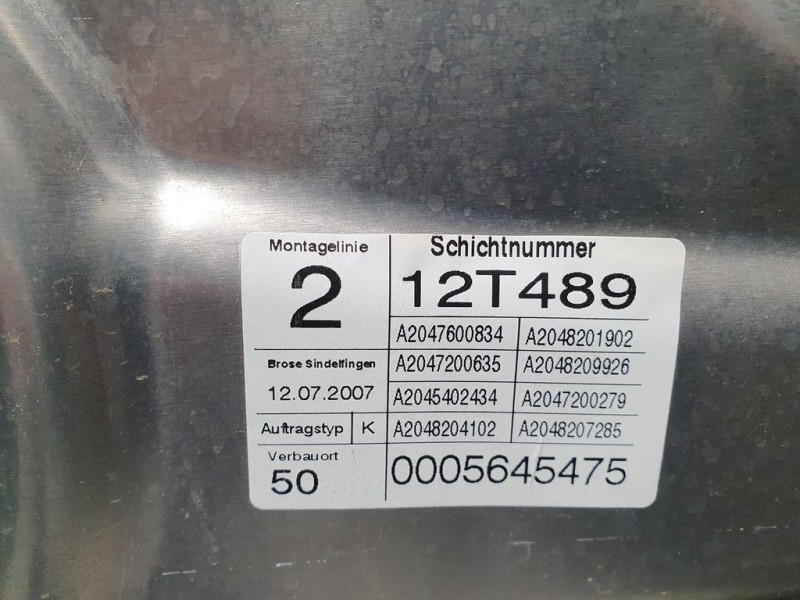 Montagelinie
2
Schichtnummer
12T489
Brose Sindelfingen
12.07.2007
A2047600834 A2048201902
A2047200635 A2048209926
A2045402434 A2047200279
Auftragstyp K
A2048204102 A2048207285
Verbauort
50
0005645475